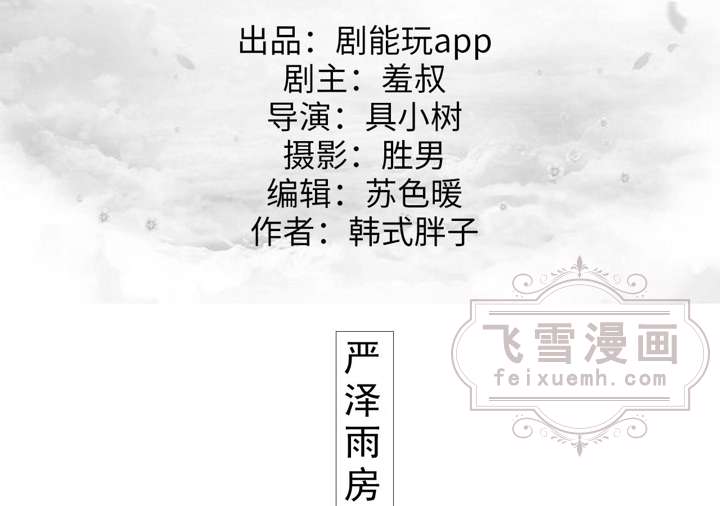 出品：剧能玩app
剧主：羞叔
导演：具小树
摄影：胜男
编辑：苏色暖
作者：韩式胖子
飞雪漫画
feixuemh.com
严泽雨房